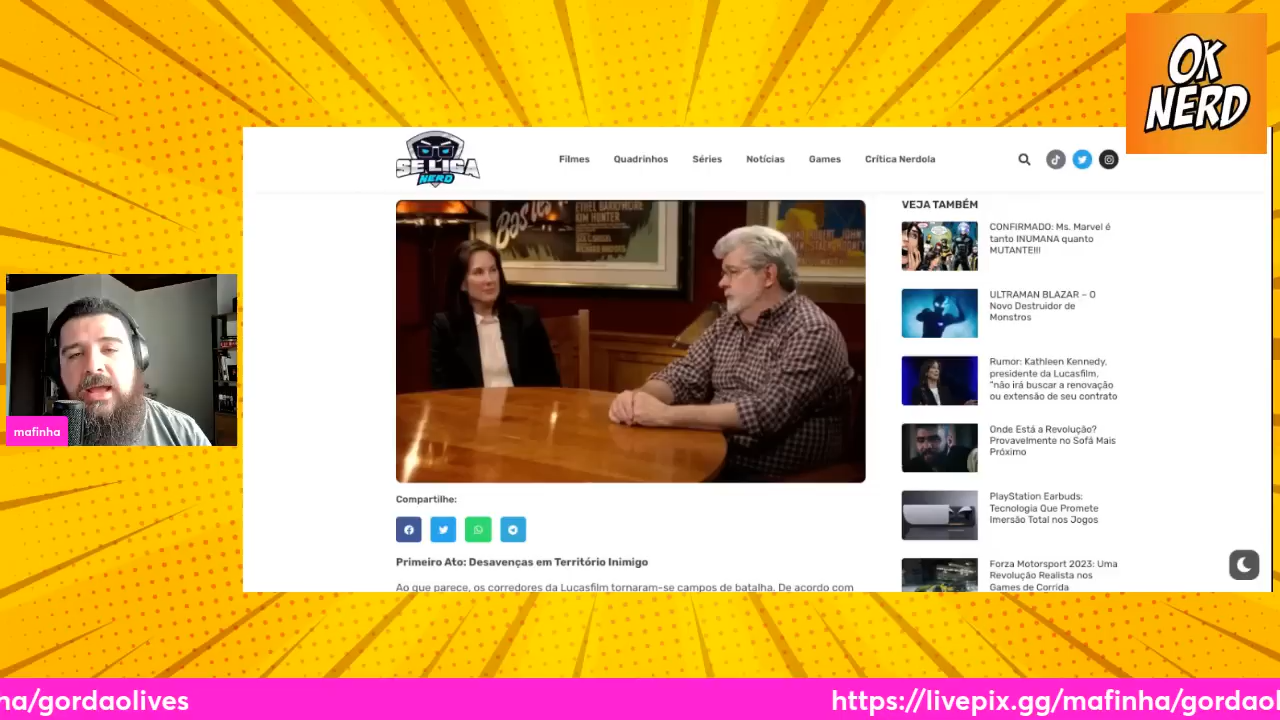 OK
NERD
SE LIGA
NERD
Filmes Quadrinhos Séries Notícias Games Crítica Nerdola
VEJA TAMBÉM
CONFIRMADO: Ms. Marvel é
tanto INUMANA quanto
MUTANTE!!!
ULTRAMAN BLAZAR – O
Novo Destruidor de
Monstros
Rumor: Kathleen Kennedy,
presidente da Lucasfilm,
"não irá buscar a renovação
ou extensão de seu contrato
Onde Está a Revolução?
Provavelmente no Sofá Mais
Próximo
PlayStation Earbuds:
Tecnologia Que Promete
Imersão Total nos Jogos
Forza Motorsport 2023: Uma
Revolução Realista nos
Games de Corrida
ETHEL BARRYMORE
KIM HUNTER
mafinha
Compartilhe:
Primeiro Ato: Desavenças em Território Inimigo
Ao que parece, os corredores da Lucasfilm tornaram-se campos de batalha. De acordo com
ha/gordaolives
https://livepix.gg/mafinha/gordaol